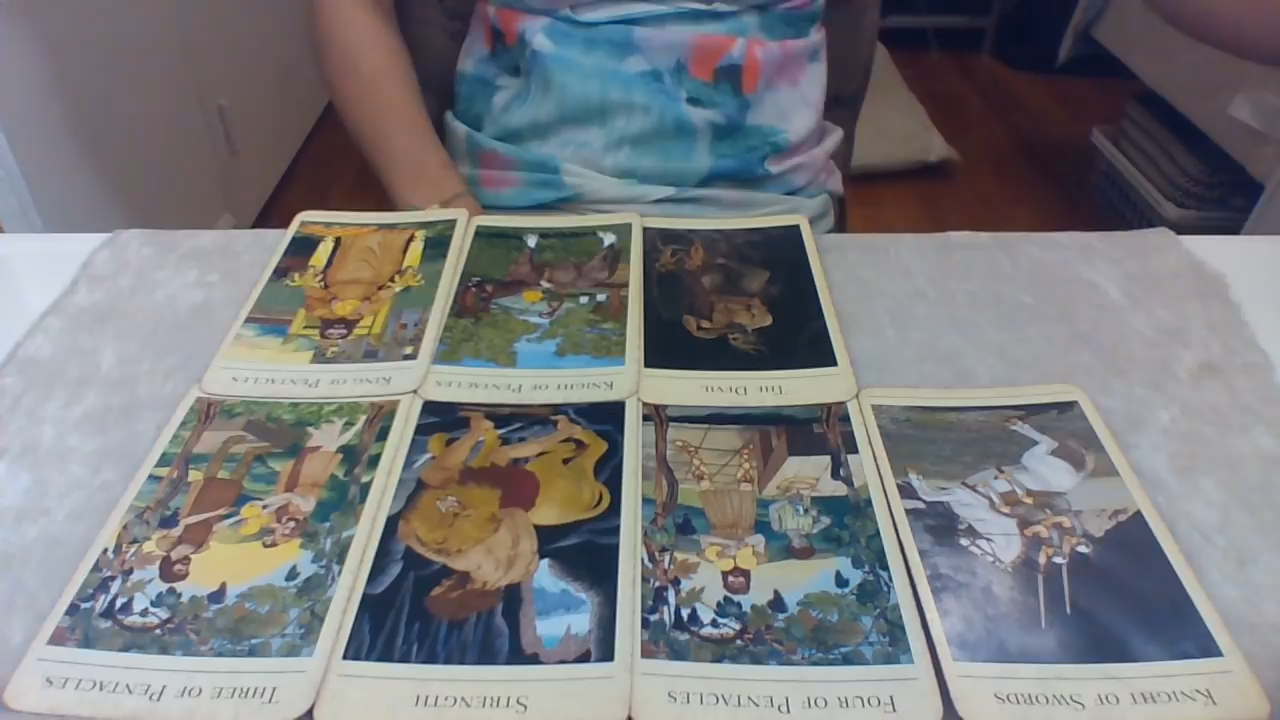 KING OF PENTACLES
KNIGHT OF PENTACLES
THE DEVIL
THREE OF PENTACLES
STRENGTH
FOUR OF PENTACLES
KNIGHT OF SWORDS